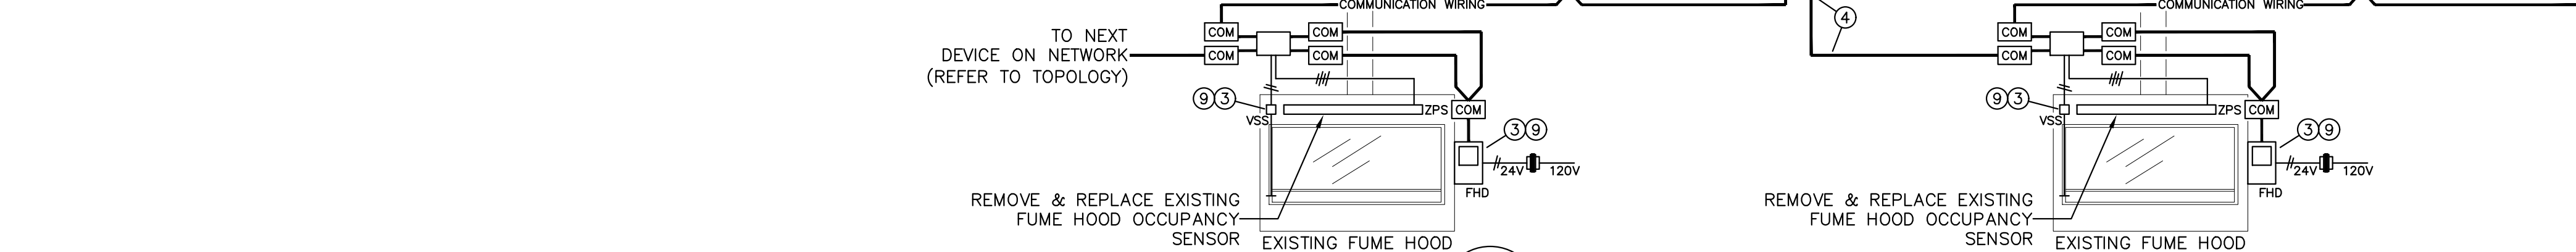 COMMUNICATION WIRING
TO NEXT
DEVICE ON NETWORK
(REFER TO TOPOLOGY)
COM
COM
COM
COM
9 3
VSS
ZPS
COM
3 9
24V
120V
FHD
REMOVE & REPLACE EXISTING
FUME HOOD OCCUPANCY
SENSOR
EXISTING FUME HOOD
4
COMMUNICATION WIRING
COM
COM
COM
COM
9 3
VSS
ZPS
COM
3 9
24V
120V
FHD
REMOVE & REPLACE EXISTING
FUME HOOD OCCUPANCY
SENSOR
EXISTING FUME HOOD